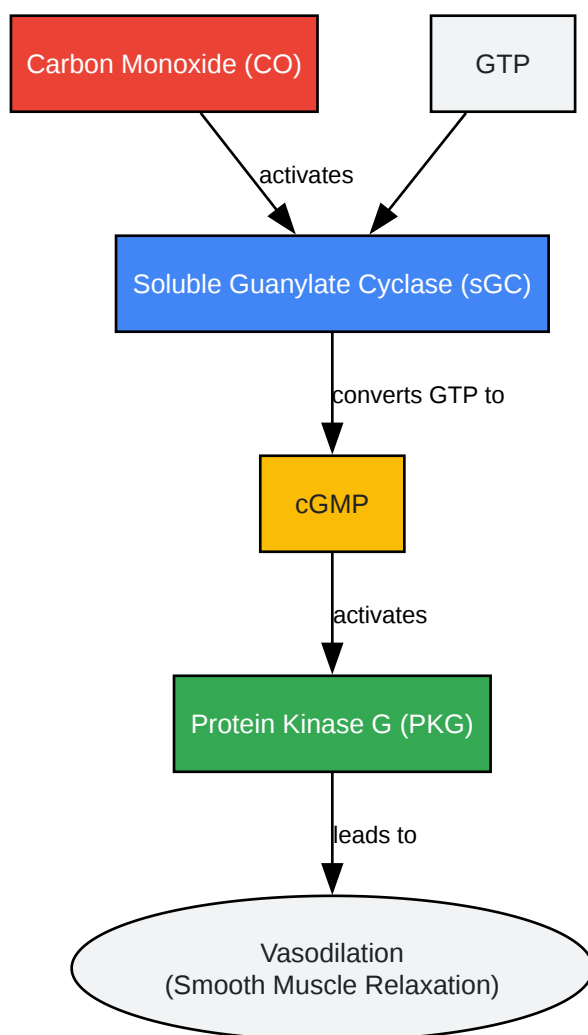 Carbon Monoxide (CO)
GTP
activates
Soluble Guanylate Cyclase (sGC)
converts GTP to
cGMP
activates
Protein Kinase G (PKG)
leads to
Vasodilation
(Smooth Muscle Relaxation)